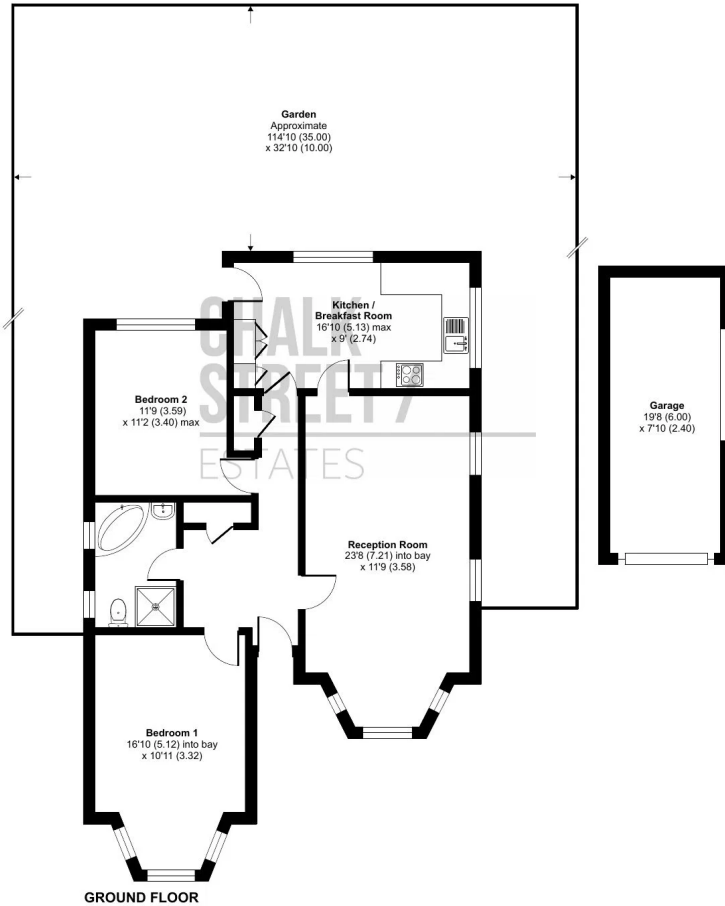 Garden
Approximate
114'10 (35.00)
x 32'10 (10.00)
Kitchen /
Breakfast Room
16'10 (5.13) max
x 9' (2.74)
CHALK
STREET7
ESTATES
Bedroom 2
11'9 (3.59)
x 11'2 (3.40) max
Garage
19'8 (6.00)
x 7'10 (2.40)
Reception Room
23'8 (7.21) into bay
x 11'9 (3.58)
Bedroom 1
16'10 (5.12) into bay
x 10'11 (3.32)
GROUND FLOOR